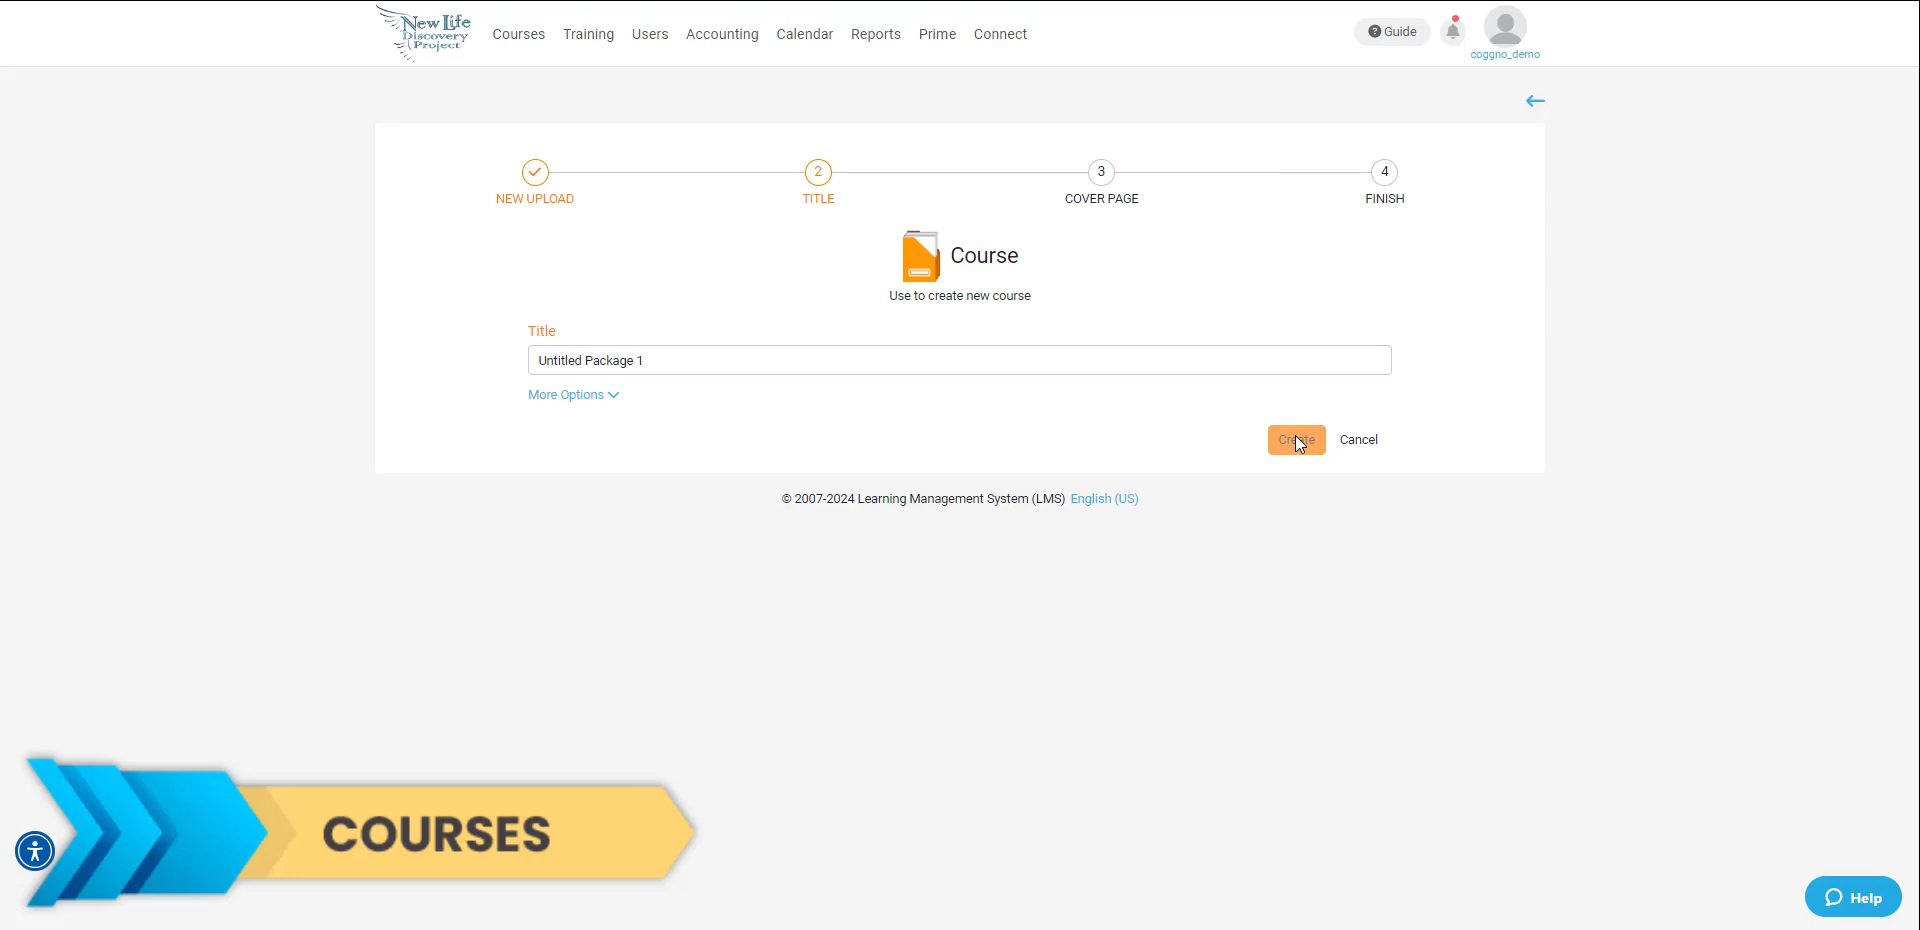 New Life
Discovery
Project
Courses Training Users Accounting Calendar Reports Prime Connect
Guide
coggno_demo
2 3 4
NEW UPLOAD TITLE COVER PAGE FINISH
Course
Use to create new course
Title
Untitled Package 1
More Options
Create Cancel
© 2007-2024 Learning Management System (LMS) English (US)
COURSES
Help